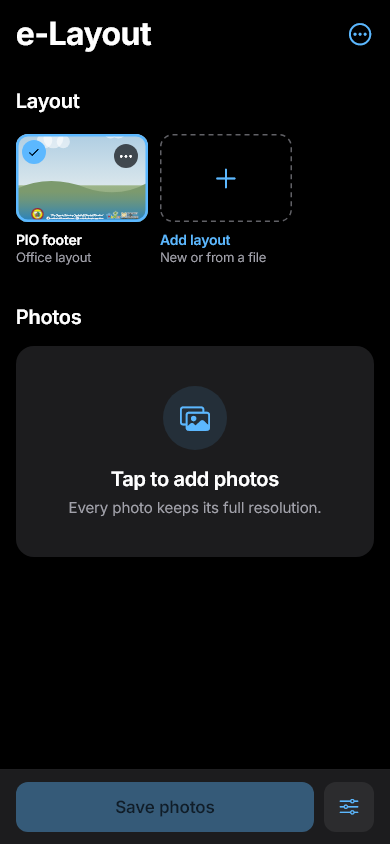 e-Layout
Layout
PIO footer
Office layout
Add layout
New or from a file
Photos
Tap to add photos
Every photo keeps its full resolution.
Save photos